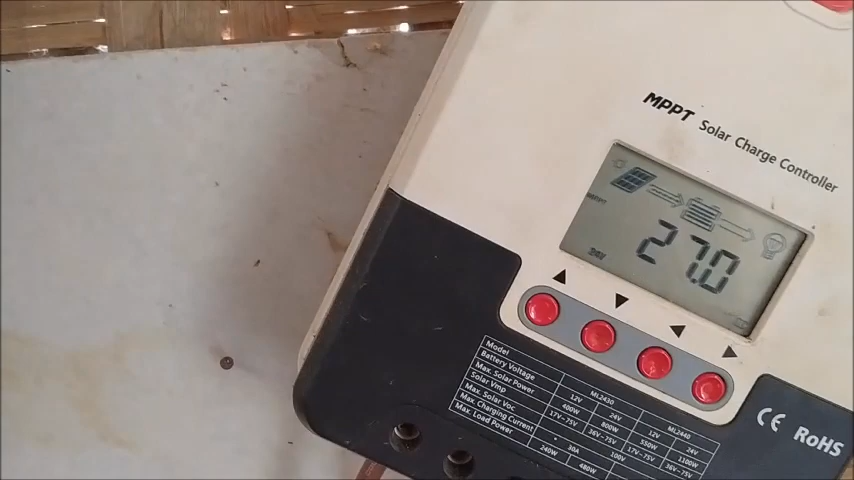 MPPT Solar Charge Controller
MPPT
24V
27.0
Model ML2430 ML2440
Battery Voltage 12V 24V 12V 24V
Max. Solar Power 400W 800W 550W 1100W
Solar Vmp 17V~75V 36V~75V 17V~75V 36V~75V
Max. Solar Voc 100V
Max. Charging Current 30A
Max. Load Power 240W 480W
CE RoHS